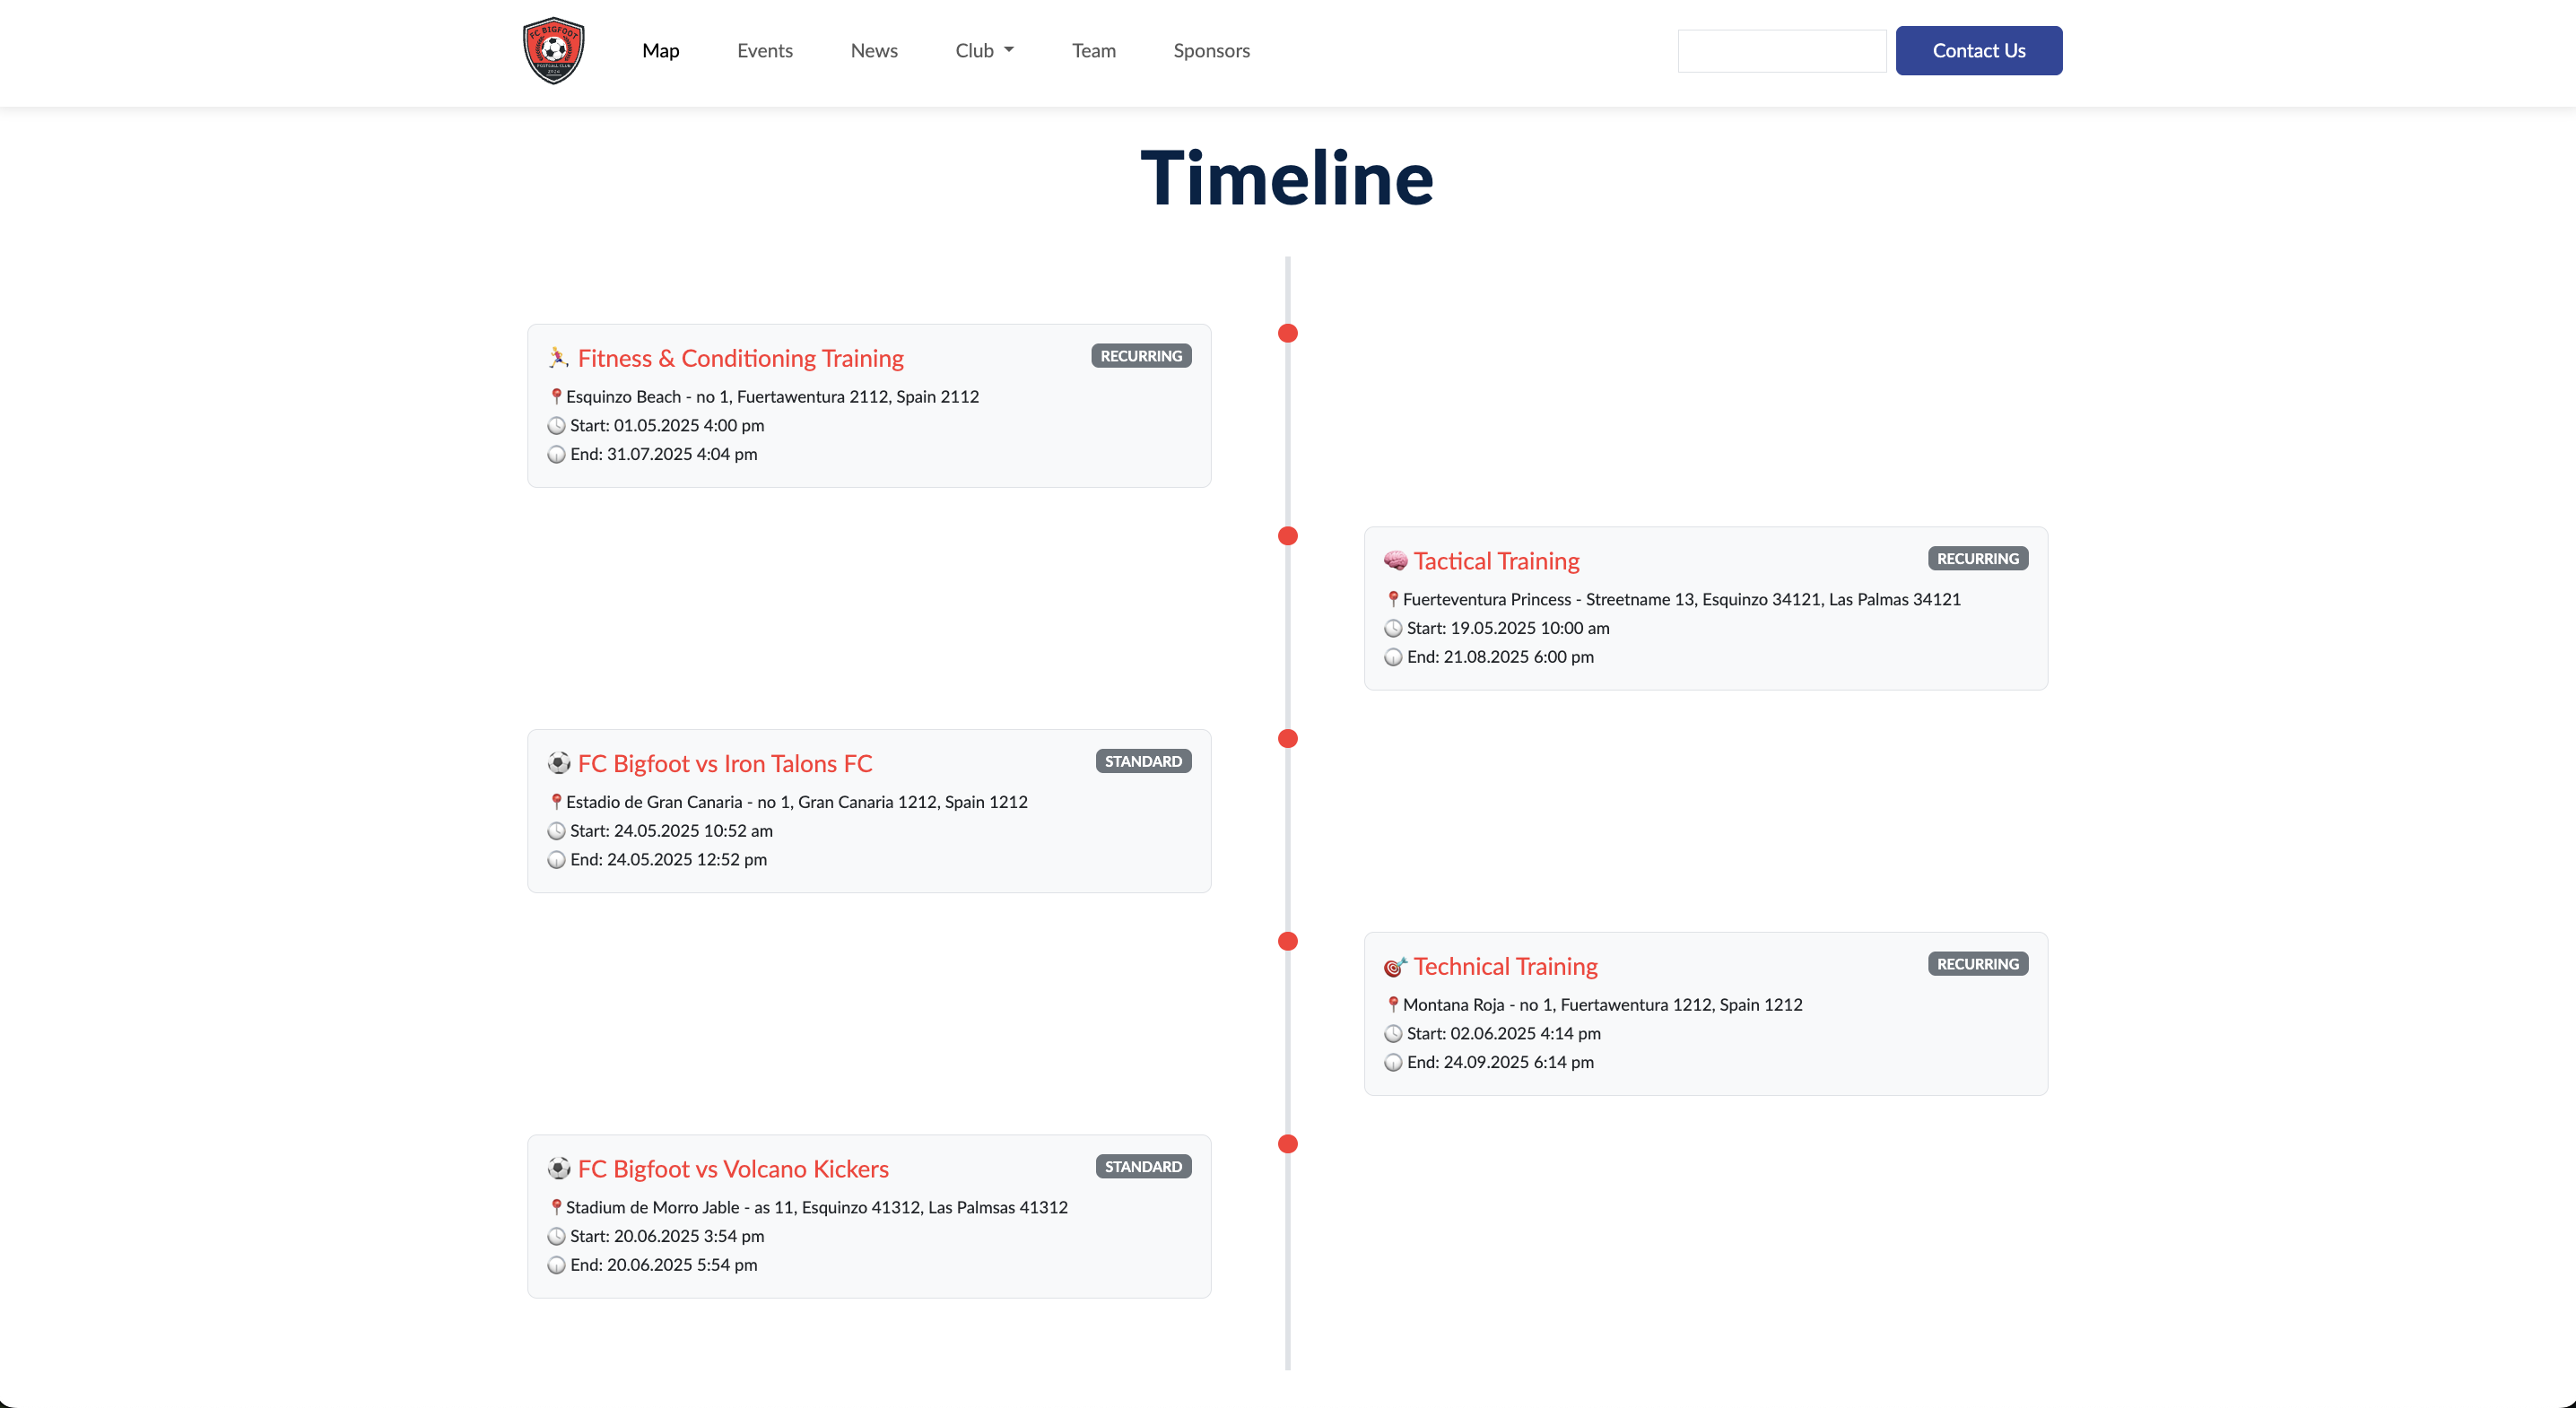 FC BIGFOOT
FOOTBALL CLUB
Map
Events
News
Club
Team
Sponsors
Contact Us
Timeline
Fitness & Conditioning Training
RECURRING
Esquinzo Beach - no 1, Fuertawentura 2112, Spain 2112
Start: 01.05.2025 4:00 pm
End: 31.07.2025 4:04 pm
Tactical Training
RECURRING
Fuerteventura Princess - Streetname 13, Esquinzo 34121, Las Palmas 34121
Start: 19.05.2025 10:00 am
End: 21.08.2025 6:00 pm
FC Bigfoot vs Iron Talons FC
STANDARD
Estadio de Gran Canaria - no 1, Gran Canaria 1212, Spain 1212
Start: 24.05.2025 10:52 am
End: 24.05.2025 12:52 pm
Technical Training
RECURRING
Montana Roja - no 1, Fuertawentura 1212, Spain 1212
Start: 02.06.2025 4:14 pm
End: 24.09.2025 6:14 pm
FC Bigfoot vs Volcano Kickers
STANDARD
Stadium de Morro Jable - as 11, Esquinzo 41312, Las Palmsas 41312
Start: 20.06.2025 3:54 pm
End: 20.06.2025 5:54 pm